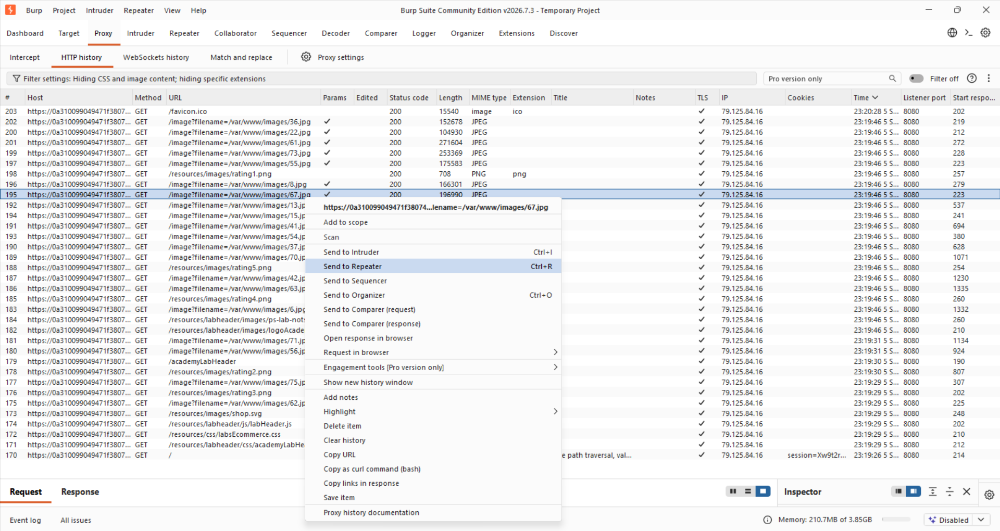 Burp Project Intruder Repeater View Help Burp Suite Community Edition v2026.7.3 - Temporary Project
Dashboard Target Proxy Intruder Repeater Collaborator Sequencer Decoder Comparer Logger Organizer Extensions Discover
Intercept HTTP history WebSockets history Match and replace Proxy settings
Filter settings: Hiding CSS and image content; hiding specific extensions Pro version only Filter off
# Host Method URL Params Edited Status code Length MIME type Extension Title Notes TLS IP Cookies Time Listener port Start respo...
203 https://0a310099049471f3807... GET /favicon.ico 200 15540 image ico ✓ 79.125.84.16 23:20:28 5 S... 8080 202
202 https://0a310099049471f3807... GET /image?filename=/var/www/images/36.jpg ✓ 200 152678 JPEG ✓ 79.125.84.16 23:19:46 5 S... 8080 219
200 https://0a310099049471f3807... GET /image?filename=/var/www/images/22.jpg ✓ 200 104930 JPEG ✓ 79.125.84.16 23:19:46 5 S... 8080 212
201 https://0a310099049471f3807... GET /image?filename=/var/www/images/61.jpg ✓ 200 271604 JPEG ✓ 79.125.84.16 23:19:46 5 S... 8080 272
199 https://0a310099049471f3807... GET /image?filename=/var/www/images/73.jpg ✓ 200 253369 JPEG ✓ 79.125.84.16 23:19:46 5 S... 8080 228
197 https://0a310099049471f3807... GET /image?filename=/var/www/images/55.jpg ✓ 200 175583 JPEG ✓ 79.125.84.16 23:19:46 5 S... 8080 223
198 https://0a310099049471f3807... GET /resources/images/rating1.png 200 708 PNG png ✓ 79.125.84.16 23:19:46 5 S... 8080 257
196 https://0a310099049471f3807... GET /image?filename=/var/www/images/8.jpg ✓ 200 166301 JPEG ✓ 79.125.84.16 23:19:46 5 S... 8080 279
195 https://0a310099049471f3807... GET /image?filename=/var/www/images/67.jpg ✓ 200 196990 JPEG ✓ 79.125.84.16 23:19:46 5 S... 8080 223
192 https://0a310099049471f3807... GET /image?filename=/var/www/images/13.jp ✓ 79.125.84.16 23:19:46 5 S... 8080 537
194 https://0a310099049471f3807... GET /image?filename=/var/www/images/15.jp ✓ 79.125.84.16 23:19:46 5 S... 8080 241
191 https://0a310099049471f3807... GET /image?filename=/var/www/images/41.jp ✓ 79.125.84.16 23:19:46 5 S... 8080 694
193 https://0a310099049471f3807... GET /image?filename=/var/www/images/54.jp ✓ 79.125.84.16 23:19:46 5 S... 8080 380
190 https://0a310099049471f3807... GET /image?filename=/var/www/images/37.jp ✓ 79.125.84.16 23:19:46 5 S... 8080 628
189 https://0a310099049471f3807... GET /image?filename=/var/www/images/70.jp ✓ 79.125.84.16 23:19:46 5 S... 8080 1071
188 https://0a310099049471f3807... GET /resources/images/rating5.png ✓ 79.125.84.16 23:19:46 5 S... 8080 254
187 https://0a310099049471f3807... GET /image?filename=/var/www/images/42.jp ✓ 79.125.84.16 23:19:46 5 S... 8080 1230
186 https://0a310099049471f3807... GET /image?filename=/var/www/images/63.jp ✓ 79.125.84.16 23:19:46 5 S... 8080 1335
185 https://0a310099049471f3807... GET /resources/images/rating4.png ✓ 79.125.84.16 23:19:46 5 S... 8080 260
183 https://0a310099049471f3807... GET /image?filename=/var/www/images/6.jpg ✓ 79.125.84.16 23:19:46 5 S... 8080 1332
184 https://0a310099049471f3807... GET /resources/labheader/images/ps-lab-nots ✓ 79.125.84.16 23:19:46 5 S... 8080 260
182 https://0a310099049471f3807... GET /resources/labheader/images/logoAcade ✓ 79.125.84.16 23:19:46 5 S... 8080 210
181 https://0a310099049471f3807... GET /image?filename=/var/www/images/71.jp ✓ 79.125.84.16 23:19:31 5 S... 8080 1134
180 https://0a310099049471f3807... GET /image?filename=/var/www/images/56.jp ✓ 79.125.84.16 23:19:31 5 S... 8080 924
179 https://0a310099049471f3807... GET /academyLabHeader ✓ 79.125.84.16 23:19:30 5 S... 8080 190
178 https://0a310099049471f3807... GET /resources/images/rating2.png ✓ 79.125.84.16 23:19:30 5 S... 8080 807
177 https://0a310099049471f3807... GET /image?filename=/var/www/images/75.jp ✓ 79.125.84.16 23:19:29 5 S... 8080 307
176 https://0a310099049471f3807... GET /resources/images/rating3.png ✓ 79.125.84.16 23:19:29 5 S... 8080 202
175 https://0a310099049471f3807... GET /image?filename=/var/www/images/62.jp ✓ 79.125.84.16 23:19:29 5 S... 8080 225
173 https://0a310099049471f3807... GET /resources/images/shop.svg ✓ 79.125.84.16 23:19:29 5 S... 8080 248
174 https://0a310099049471f3807... GET /resources/labheader/js/labHeader.js ✓ 79.125.84.16 23:19:29 5 S... 8080 202
172 https://0a310099049471f3807... GET /resources/css/labsEcommerce.css ✓ 79.125.84.16 23:19:29 5 S... 8080 210
171 https://0a310099049471f3807... GET /resources/labheader/css/academyLabHe ✓ 79.125.84.16 23:19:29 5 S... 8080 212
170 https://0a310099049471f3807... GET / e path traversal, val... ✓ 79.125.84.16 session=Xw9t2r... 23:19:26 5 S... 8080 214
https://0a310099049471f38074...lename=/var/www/images/67.jpg
Add to scope
Scan
Send to Intruder Ctrl+I
Send to Repeater Ctrl+R
Send to Sequencer
Send to Organizer Ctrl+O
Send to Comparer (request)
Send to Comparer (response)
Open response in browser
Request in browser
Engagement tools [Pro version only]
Show new history window
Add notes
Highlight
Delete item
Clear history
Copy URL
Copy as curl command (bash)
Copy links in response
Save item
Proxy history documentation
Request Response Inspector
Event log All issues Memory: 210.7MB of 3.85GB Disabled